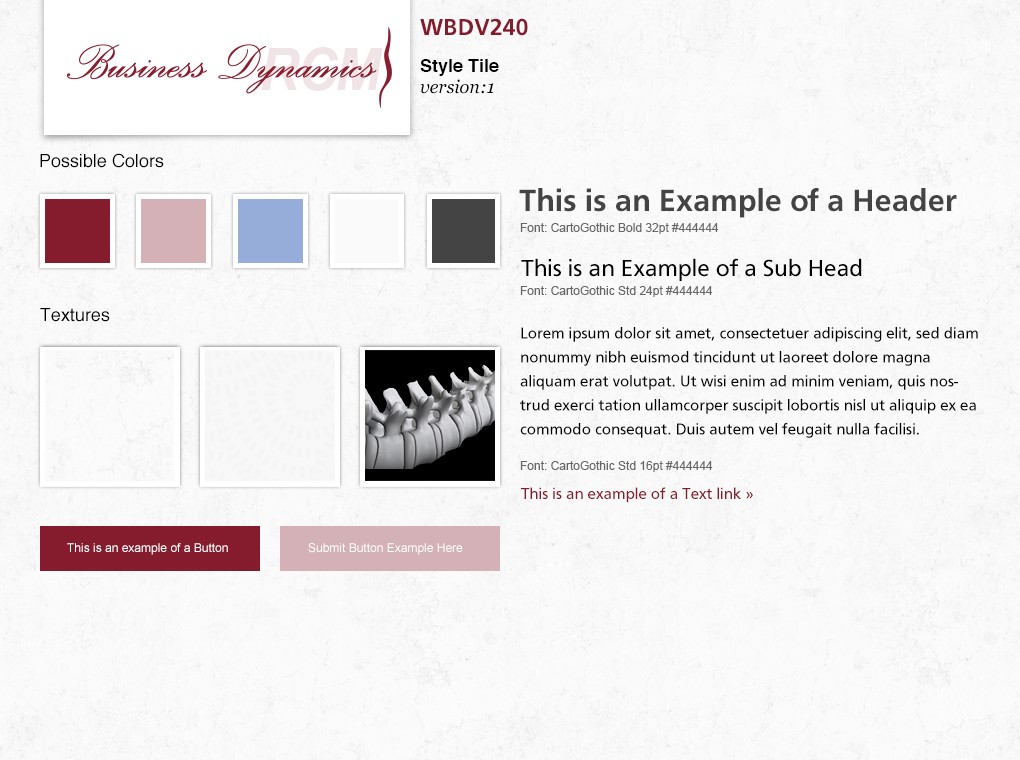 Business Dynamics
RGM
WBDV240
Style Tile
version:1
Possible Colors
Textures
This is an example of a Button
Submit Button Example Here
This is an Example of a Header
Font: CartoGothic Bold 32pt #444444
This is an Example of a Sub Head
Font: CartoGothic Std 24pt #444444
Lorem ipsum dolor sit amet, consectetuer adipiscing elit, sed diam
nonummy nibh euismod tincidunt ut laoreet dolore magna
aliquam erat volutpat. Ut wisi enim ad minim veniam, quis nos-
trud exerci tation ullamcorper suscipit lobortis nisl ut aliquip ex ea
commodo consequat. Duis autem vel feugait nulla facilisi.
Font: CartoGothic Std 16pt #444444
This is an example of a Text link »